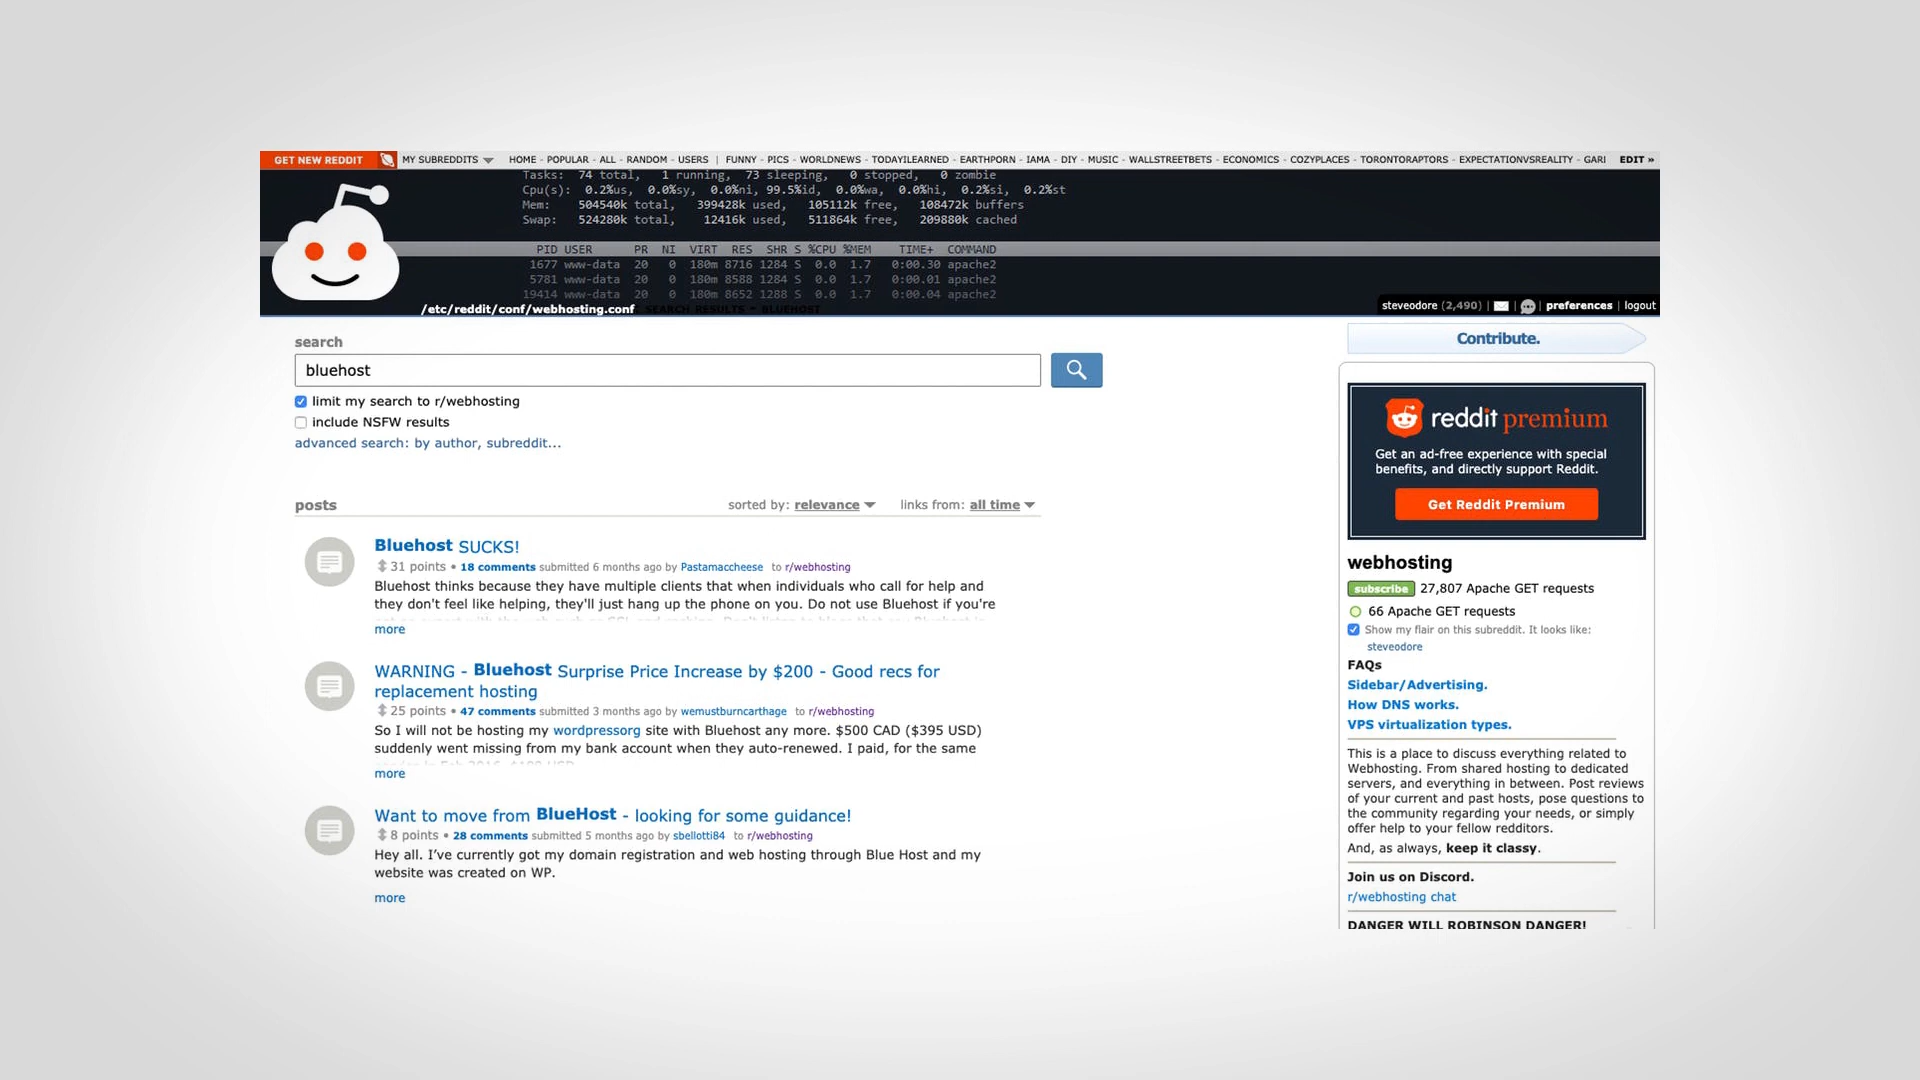 GET NEW REDDIT MY SUBREDDITS HOME - POPULAR - ALL - RANDOM - USERS | FUNNY - PICS - WORLDNEWS - TODAYILEARNED - EARTHPORN - IAMA - DIY - MUSIC - WALLSTREETBETS - ECONOMICS - COZYPLACES - TORONTORAPTORS - EXPECTATIONVSREALITY - GARI EDIT »
Tasks: 74 total, 1 running, 73 sleeping, 0 stopped, 0 zombie
Cpu(s): 0.2%us, 0.0%sy, 0.0%ni, 99.5%id, 0.0%wa, 0.0%hi, 0.2%si, 0.2%st
Mem: 504540k total, 399428k used, 105112k free, 108472k buffers
Swap: 524280k total, 12416k used, 511864k free, 209880k cached
PID USER PR NI VIRT RES SHR S %CPU %MEM TIME+ COMMAND
1677 www-data 20 0 180m 8716 1284 S 0.0 1.7 0:00.30 apache2
5781 www-data 20 0 180m 8588 1284 S 0.0 1.7 0:00.01 apache2
19414 www-data 20 0 180m 8652 1288 S 0.0 1.7 0:00.04 apache2
/etc/reddit/conf/webhosting.conf SEARCH RESULTS - BLUEHOST
steveodore (2,490) | | | preferences | logout
search
bluehost
limit my search to r/webhosting
include NSFW results
advanced search: by author, subreddit...
posts sorted by: relevance links from: all time
Bluehost SUCKS!
31 points • 18 comments submitted 6 months ago by Pastamaccheese to r/webhosting
Bluehost thinks because they have multiple clients that when individuals who call for help and
they don't feel like helping, they'll just hang up the phone on you. Do not use Bluehost if you're
more
WARNING - Bluehost Surprise Price Increase by $200 - Good recs for
replacement hosting
25 points • 47 comments submitted 3 months ago by wemustburncarthage to r/webhosting
So I will not be hosting my wordpressorg site with Bluehost any more. $500 CAD ($395 USD)
suddenly went missing from my bank account when they auto-renewed. I paid, for the same
more
Want to move from BlueHost - looking for some guidance!
8 points • 28 comments submitted 5 months ago by sbellotti84 to r/webhosting
Hey all. I've currently got my domain registration and web hosting through Blue Host and my
website was created on WP.
more
Contribute.
reddit premium
Get an ad-free experience with special
benefits, and directly support Reddit.
Get Reddit Premium
webhosting
subscribe 27,807 Apache GET requests
66 Apache GET requests
Show my flair on this subreddit. It looks like:
steveodore
FAQs
Sidebar/Advertising.
How DNS works.
VPS virtualization types.
This is a place to discuss everything related to
Webhosting. From shared hosting to dedicated
servers, and everything in between. Post reviews
of your current and past hosts, pose questions to
the community regarding your needs, or simply
offer help to your fellow redditors.
And, as always, keep it classy.
Join us on Discord.
r/webhosting chat
DANGER WILL ROBINSON DANGER!